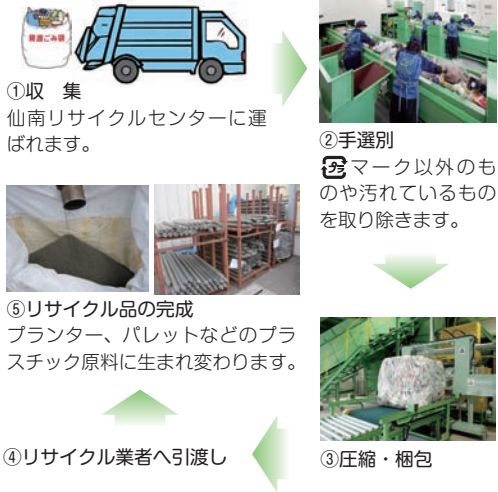 資源ごみ袋
①収 集
仙南リサイクルセンターに運
ばれます。
②手選別
プラマーク以外のも
のや汚れているもの
を取り除きます。
③圧縮・梱包
④リサイクル業者へ引渡し
⑤リサイクル品の完成
プランター、パレットなどのプラ
スチック原料に生まれ変わります。